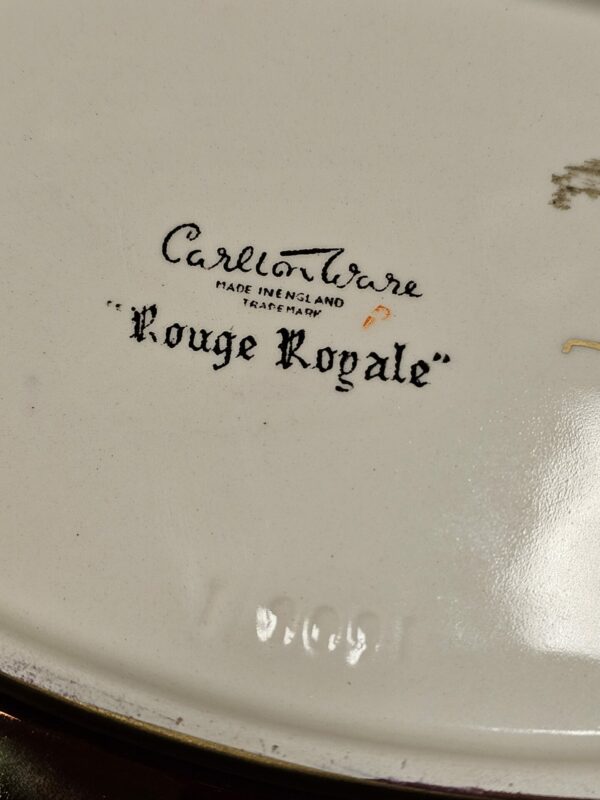 Carlton Ware
MADE IN ENGLAND
TRADEMARK
"Rouge Royale"